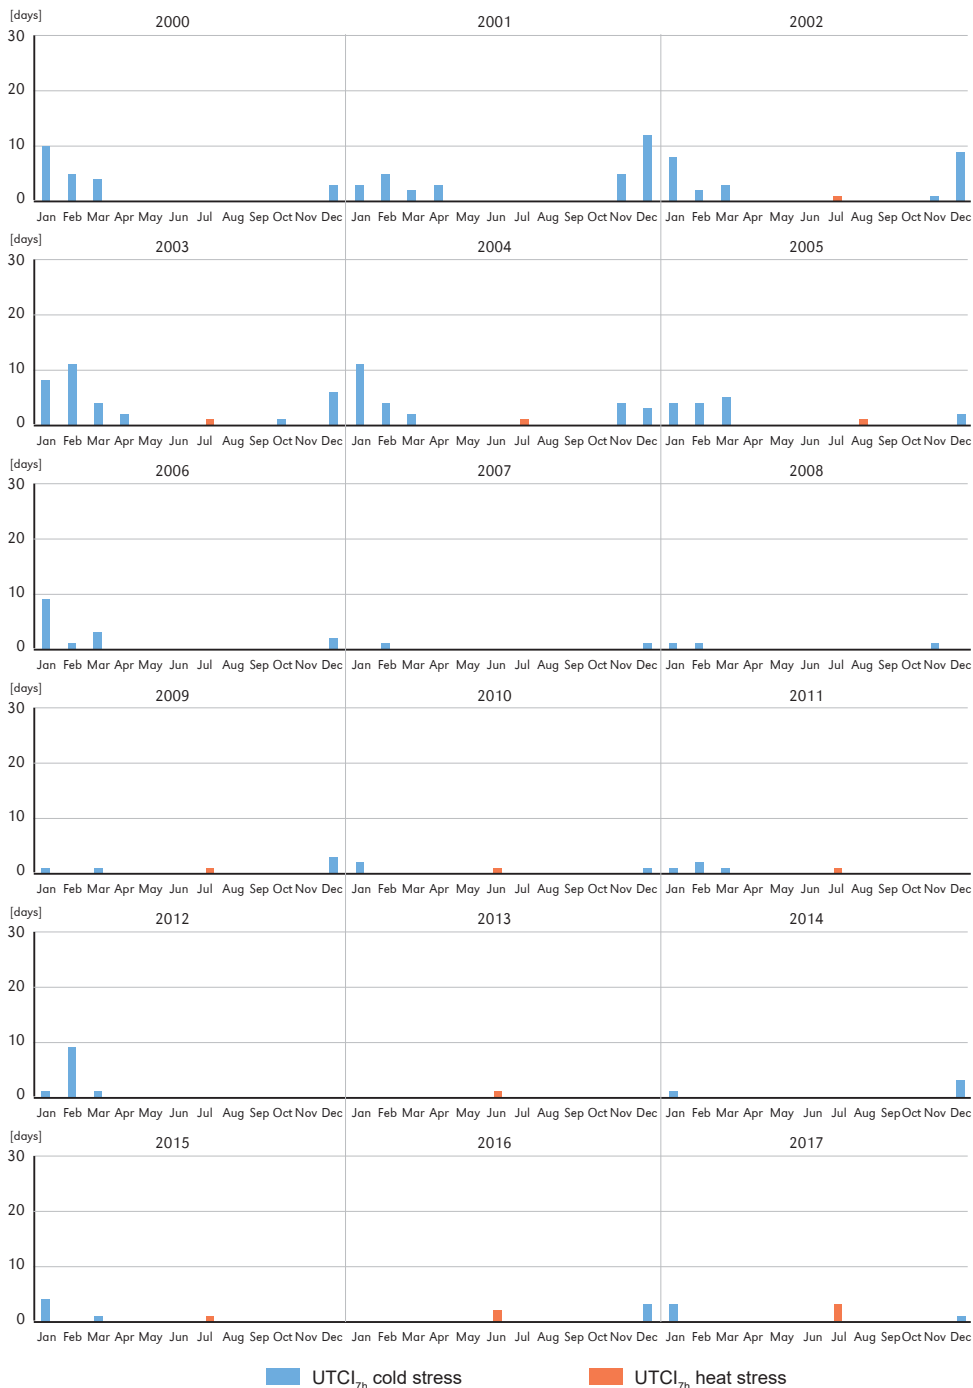 [days]
2000 2001 2002
30
20
10
0
Jan Feb Mar Apr May Jun Jul Aug Sep Oct Nov Dec Jan Feb Mar Apr May Jun Jul Aug Sep Oct Nov Dec Jan Feb Mar Apr May Jun Jul Aug Sep Oct Nov Dec
[days]
2003 2004 2005
30
20
10
0
Jan Feb Mar Apr May Jun Jul Aug Sep Oct Nov Dec Jan Feb Mar Apr May Jun Jul Aug Sep Oct Nov Dec Jan Feb Mar Apr May Jun Jul Aug Sep Oct Nov Dec
[days]
2006 2007 2008
30
20
10
0
Jan Feb Mar Apr May Jun Jul Aug Sep Oct Nov Dec Jan Feb Mar Apr May Jun Jul Aug Sep Oct Nov Dec Jan Feb Mar Apr May Jun Jul Aug Sep Oct Nov Dec
[days]
2009 2010 2011
30
20
10
0
Jan Feb Mar Apr May Jun Jul Aug Sep Oct Nov Dec Jan Feb Mar Apr May Jun Jul Aug Sep Oct Nov Dec Jan Feb Mar Apr May Jun Jul Aug Sep Oct Nov Dec
[days]
2012 2013 2014
30
20
10
0
Jan Feb Mar Apr May Jun Jul Aug Sep Oct Nov Dec Jan Feb Mar Apr May Jun Jul Aug Sep Oct Nov Dec Jan Feb Mar Apr May Jun Jul Aug Sep Oct Nov Dec
[days]
2015 2016 2017
30
20
10
0
Jan Feb Mar Apr May Jun Jul Aug Sep Oct Nov Dec Jan Feb Mar Apr May Jun Jul Aug Sep Oct Nov Dec Jan Feb Mar Apr May Jun Jul Aug Sep Oct Nov Dec
UTCI7h cold stress UTCI7h heat stress